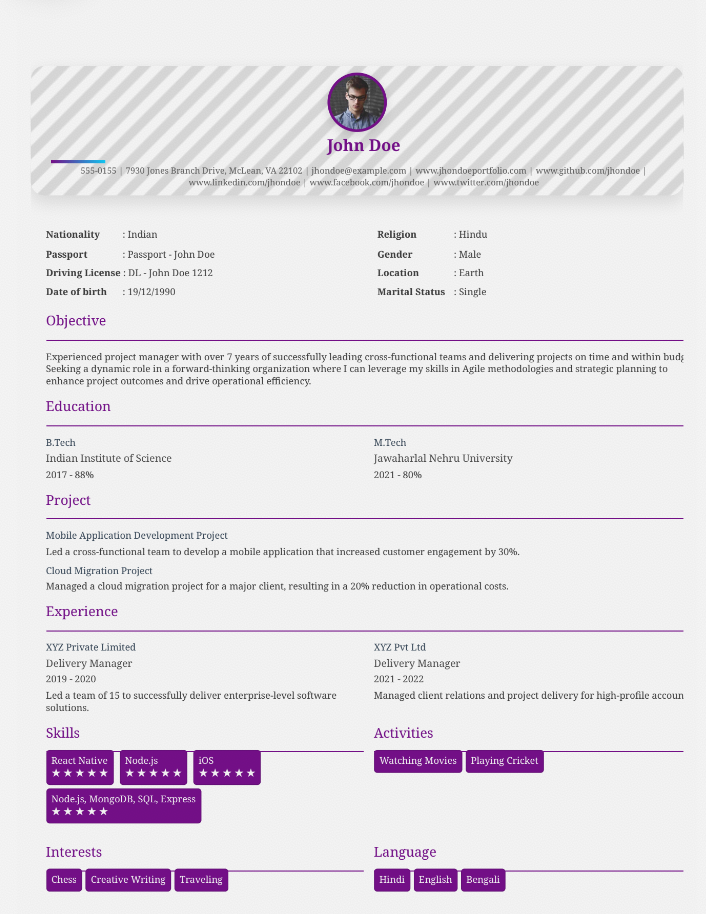 John Doe
555-0155 | 7930 Jones Branch Drive, McLean, VA 22102 | jhondoe@example.com | www.jhondoeportfolio.com | www.github.com/jhondoe |
www.linkedin.com/jhondoe | www.facebook.com/jhondoe | www.twitter.com/jhondoe
Nationality : Indian
Passport : Passport - John Doe
Driving License : DL - John Doe 1212
Date of birth : 19/12/1990
Religion : Hindu
Gender : Male
Location : Earth
Marital Status : Single
Objective
Experienced project manager with over 7 years of successfully leading cross-functional teams and delivering projects on time and within budg
Seeking a dynamic role in a forward-thinking organization where I can leverage my skills in Agile methodologies and strategic planning to
enhance project outcomes and drive operational efficiency.
Education
B.Tech
Indian Institute of Science
2017 - 88%
M.Tech
Jawaharlal Nehru University
2021 - 80%
Project
Mobile Application Development Project
Led a cross-functional team to develop a mobile application that increased customer engagement by 30%.
Cloud Migration Project
Managed a cloud migration project for a major client, resulting in a 20% reduction in operational costs.
Experience
XYZ Private Limited
Delivery Manager
2019 - 2020
Led a team of 15 to successfully deliver enterprise-level software
solutions.
XYZ Pvt Ltd
Delivery Manager
2021 - 2022
Managed client relations and project delivery for high-profile accoun
Skills
React Native
★★★★★
Node.js
★★★★★
iOS
★★★★★
Node.js, MongoDB, SQL, Express
★★★★★
Activities
Watching Movies
Playing Cricket
Interests
Chess
Creative Writing
Traveling
Language
Hindi
English
Bengali